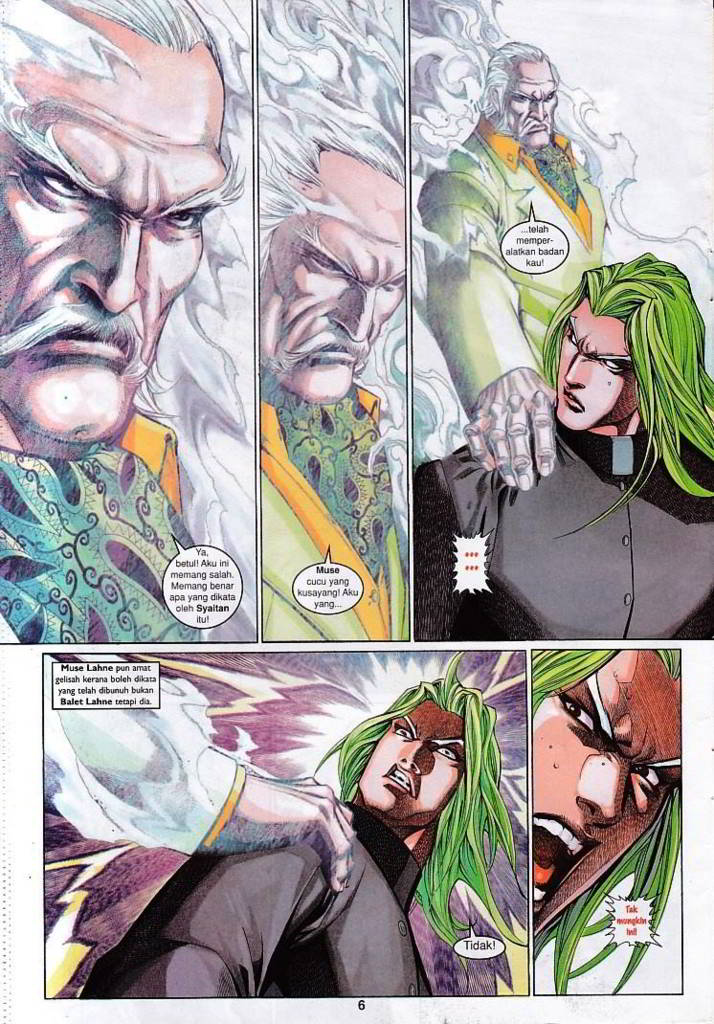 Ya,
betul! Aku ini
memang salah.
Memang benar
apa yang dikata
oleh Syaitan
itu!
Muse
cucu yang
kusayang! Aku
yang...
...telah
memper-
alatkan badan
kau!
...
...
Muse Lahne pun amat
gelisah kerana boleh dikata
yang telah dibunuh bukan
Balet Lahne tetapi dia.
Tidak!
Tak
mungkin
ini!
6